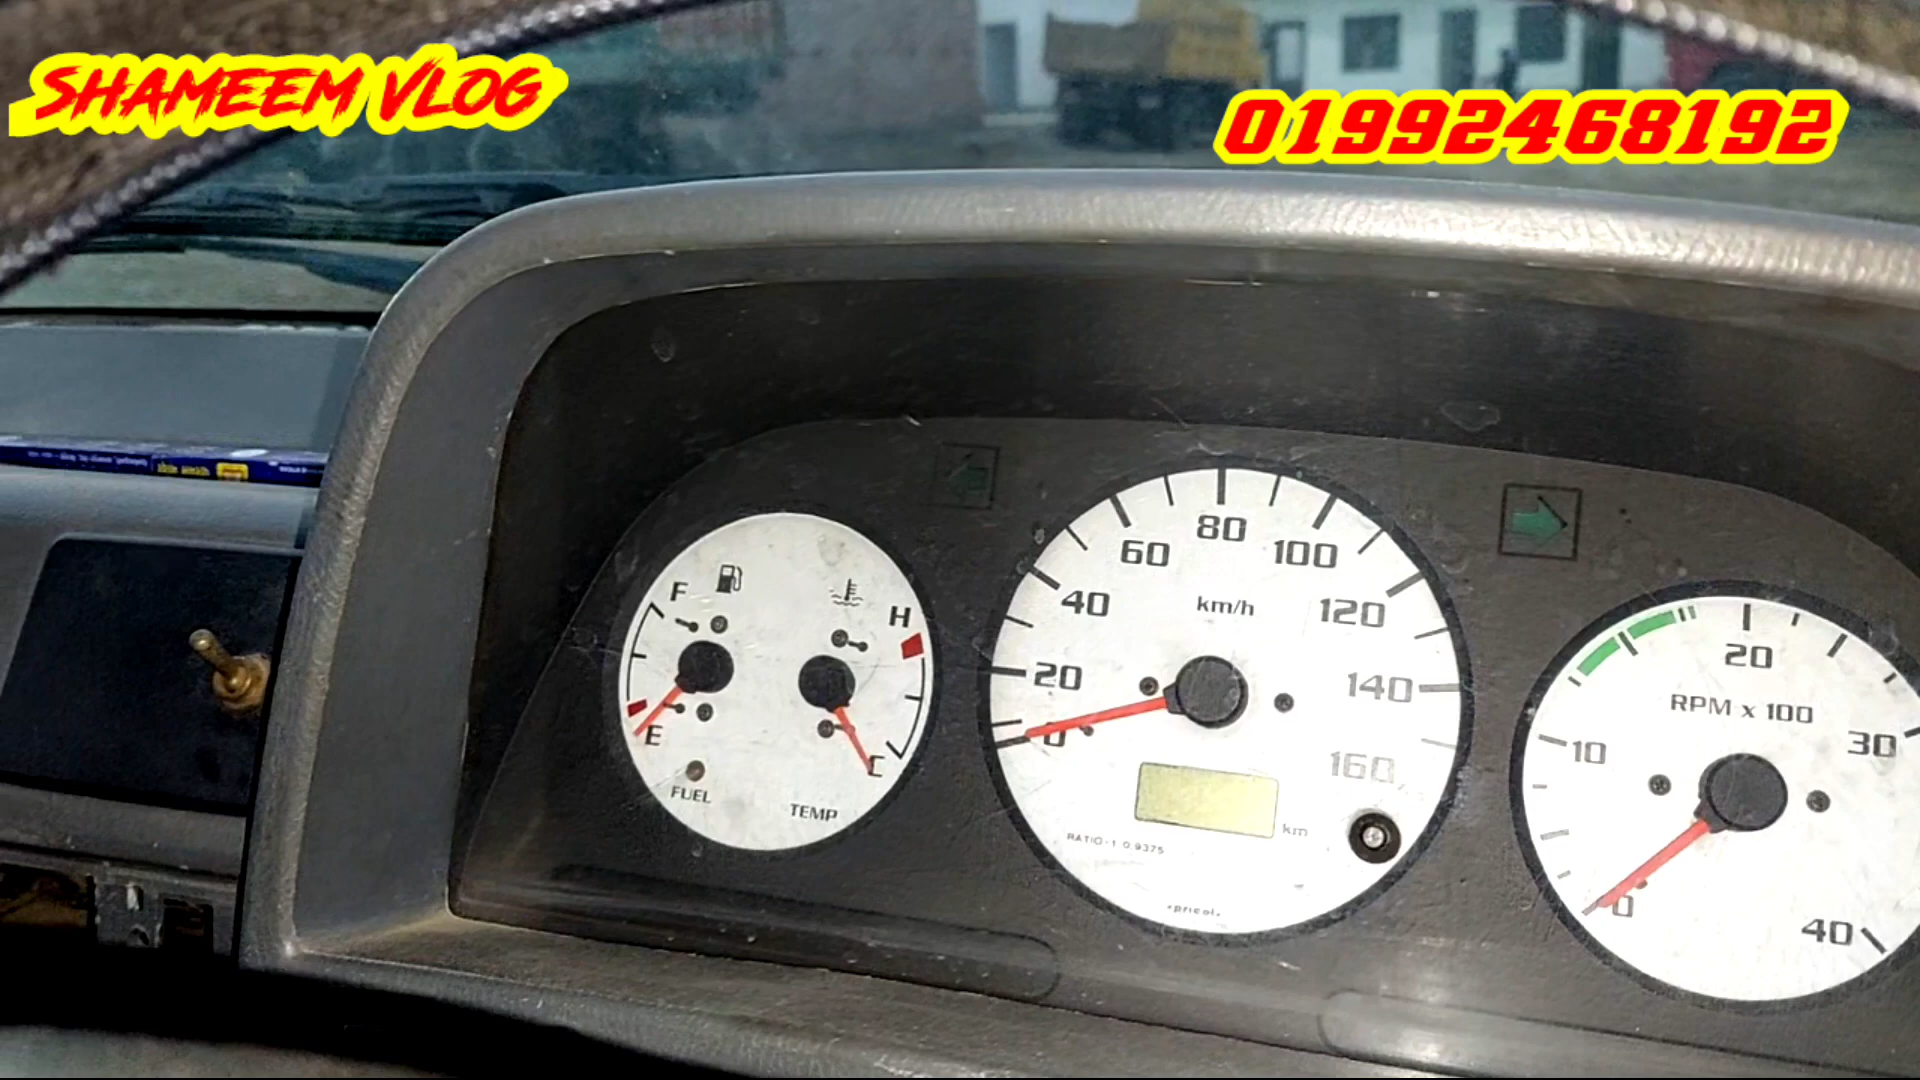 SHAMEEM VLOG
01992468192
F
H
E
C
FUEL
TEMP
0
20
40
60
80
100
120
140
160
km/h
km
RATIO-1:0.9375
pricol
0
10
20
30
40
RPM x 100